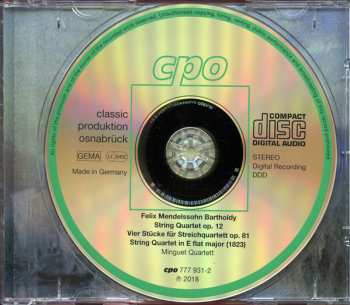 cpo
classic
produktion
osnabrück
GEMA LC 8492
Made in Germany
COMPACT
disc
DIGITAL AUDIO
STEREO
Digital Recording
DDD
Felix Mendelssohn Bartholdy
String Quartet op. 12
Vier Stücke für Streichquartett op. 81
String Quartet in E flat major (1823)
Minguet Quartett
cpo 777 931-2
℗ 2018